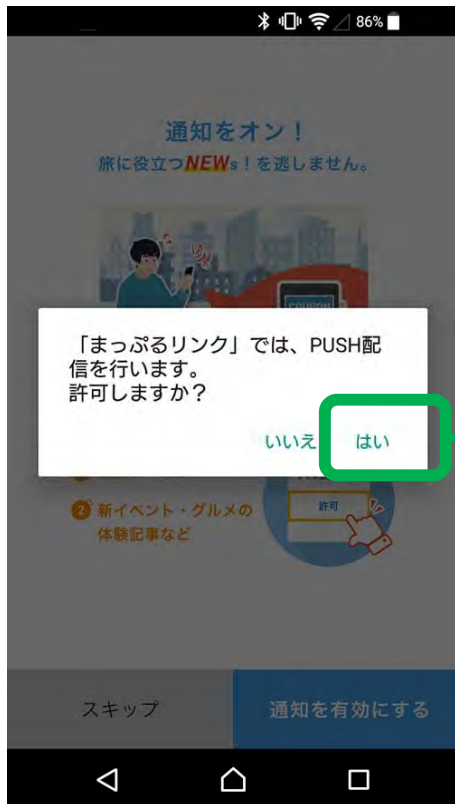 86%
通知をオン！
旅に役立つNEWs！を逃しません。
COUPON
「まっぷるリンク」では、PUSH配
信を行います。
許可しますか？
いいえ
はい
2 新イベント・グルメの
体験記事など
許可
スキップ
通知を有効にする